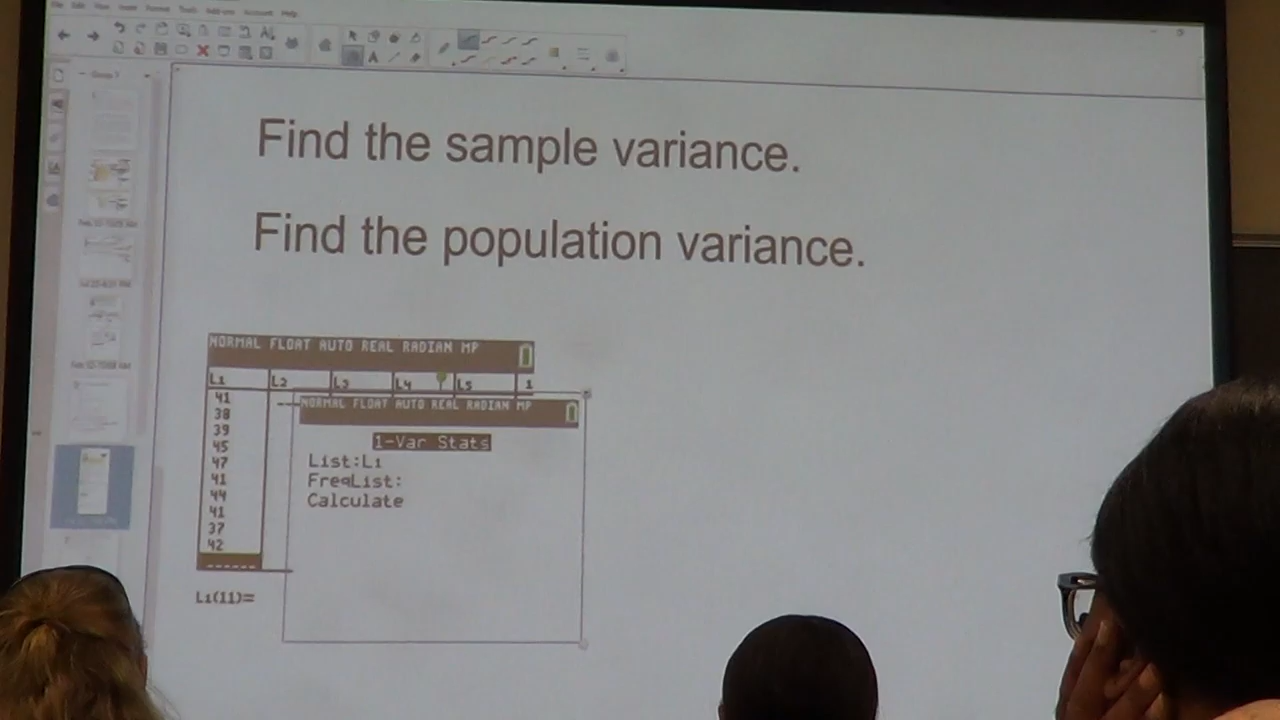 Help
Find the sample variance.
Find the population variance.
NORMAL FLOAT AUTO REAL RADIAN MP
L1 L2 L3 L4 L5 1
41
38
39
45
47
41
44
41
37
42
------
L1(11)=
NORMAL FLOAT AUTO REAL RADIAN MP
1-Var Stats
List:L1
FreqList:
Calculate